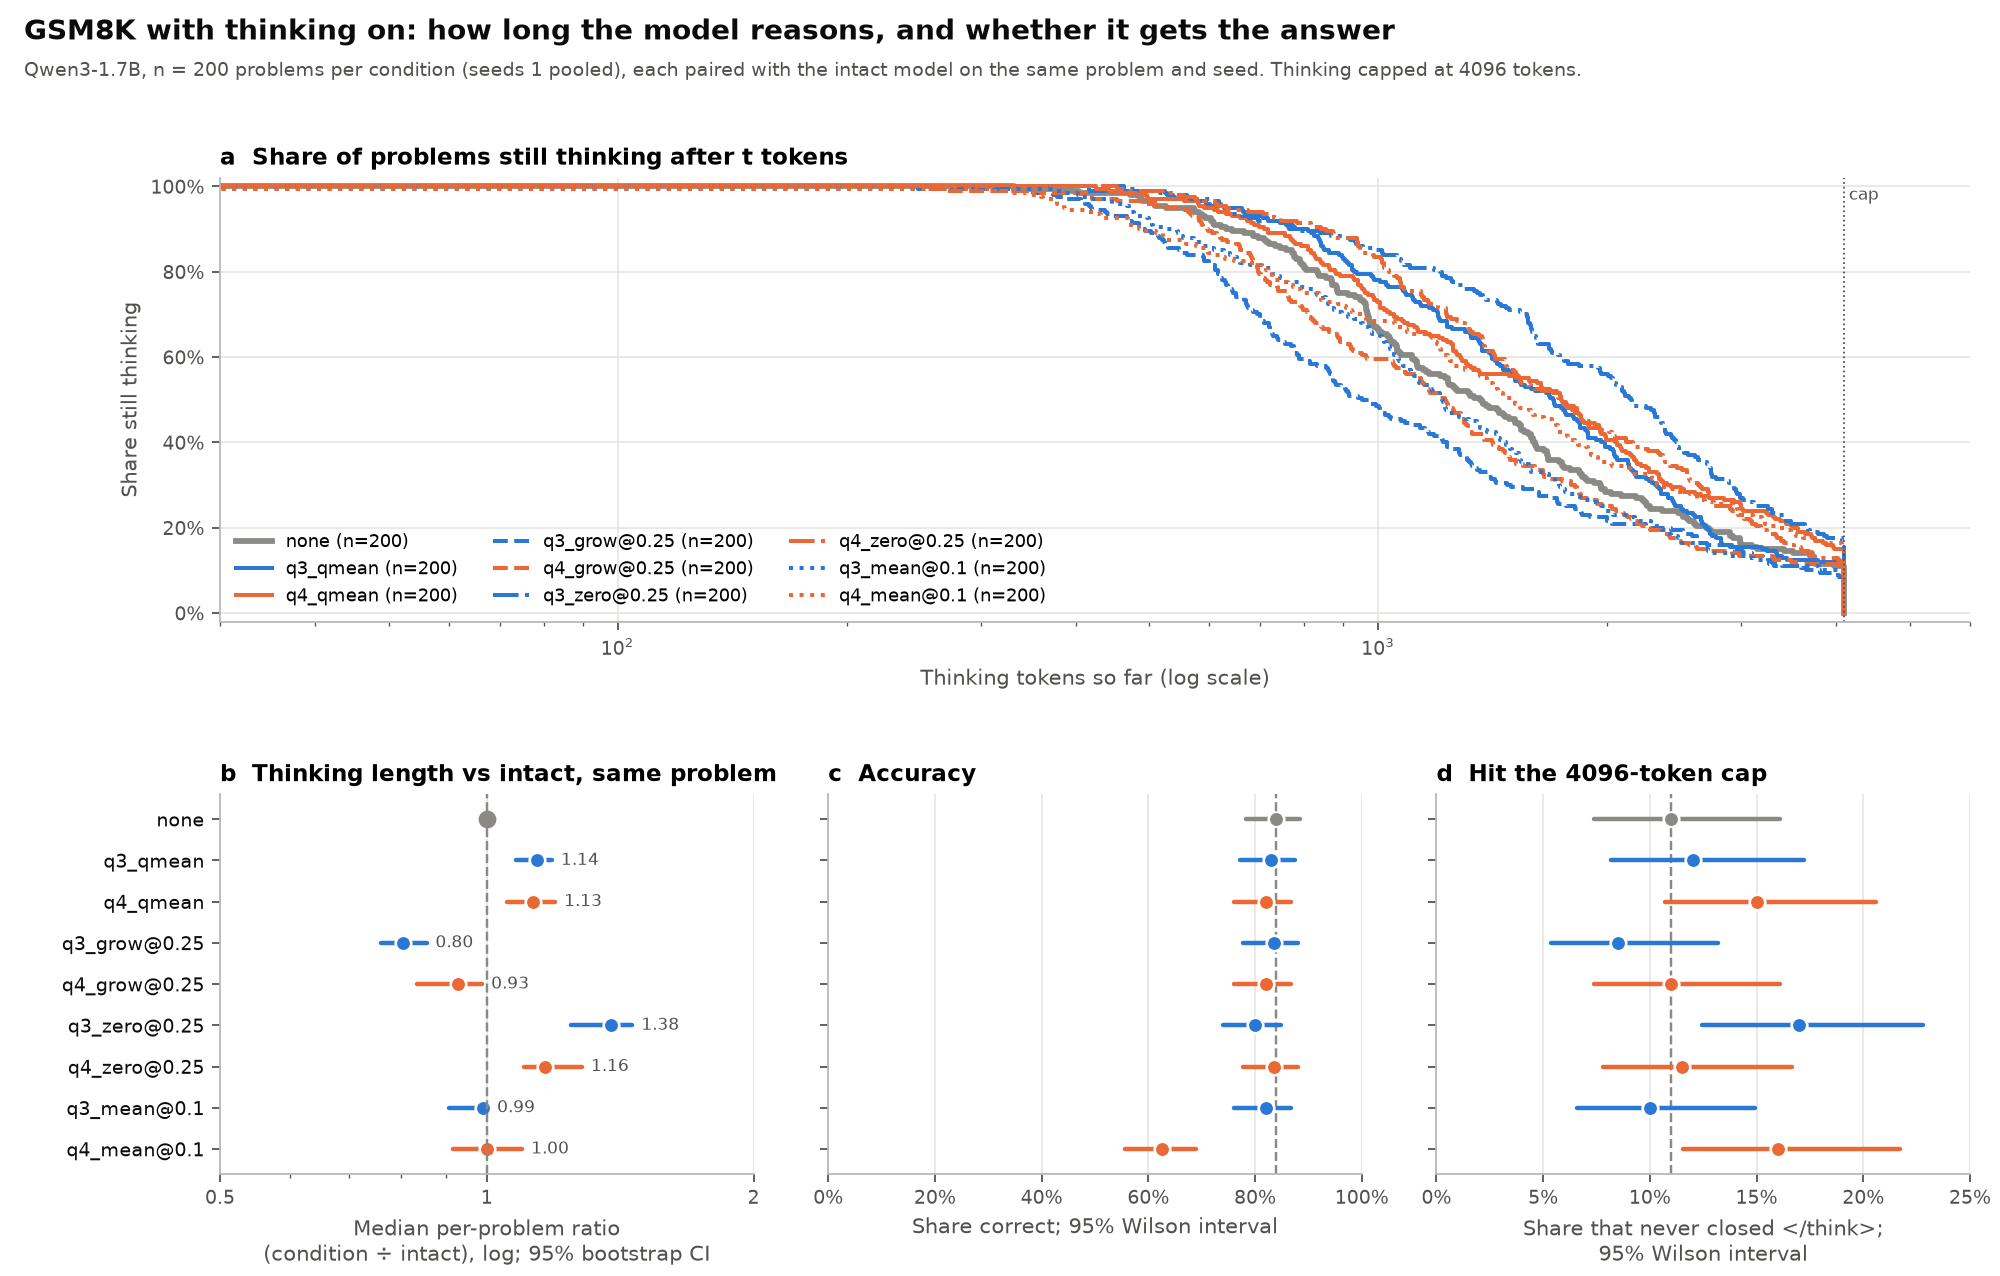 GSM8K with thinking on: how long the model reasons, and whether it gets the answer
Qwen3-1.7B, n = 200 problems per condition (seeds 1 pooled), each paired with the intact model on the same problem and seed. Thinking capped at 4096 tokens.
a Share of problems still thinking after t tokens
100%
80%
60%
40%
20%
0%
Share still thinking
cap
none (n=200)
q3_qmean (n=200)
q4_qmean (n=200)
q3_grow@0.25 (n=200)
q4_grow@0.25 (n=200)
q3_zero@0.25 (n=200)
q4_zero@0.25 (n=200)
q3_mean@0.1 (n=200)
q4_mean@0.1 (n=200)
10² 10³
Thinking tokens so far (log scale)
b Thinking length vs intact, same problem
none
q3_qmean 1.14
q4_qmean 1.13
q3_grow@0.25 0.80
q4_grow@0.25 0.93
q3_zero@0.25 1.38
q4_zero@0.25 1.16
q3_mean@0.1 0.99
q4_mean@0.1 1.00
0.5 1 2
Median per-problem ratio
(condition ÷ intact), log; 95% bootstrap CI
c Accuracy
0% 20% 40% 60% 80% 100%
Share correct; 95% Wilson interval
d Hit the 4096-token cap
0% 5% 10% 15% 20% 25%
Share that never closed </think>;
95% Wilson interval